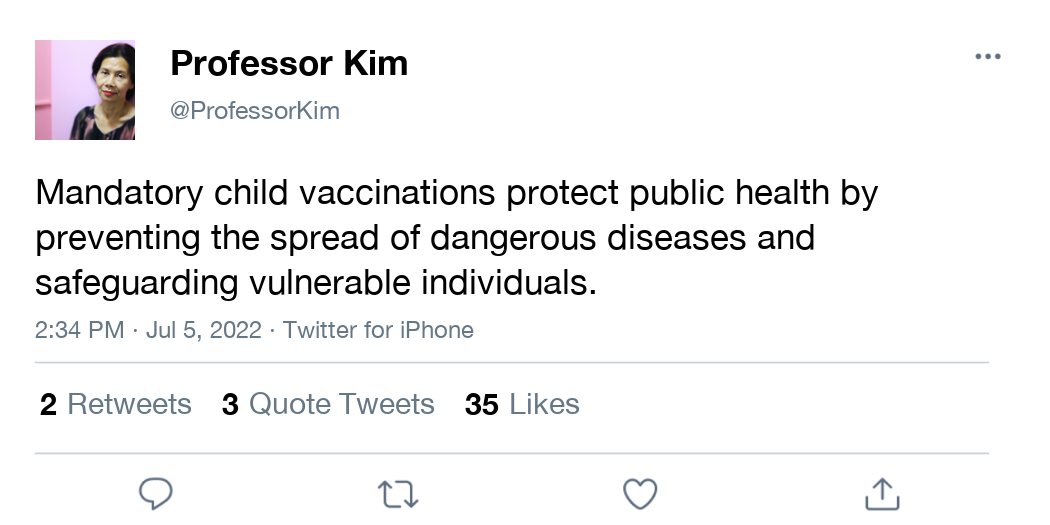 Professor Kim
@ProfessorKim
Mandatory child vaccinations protect public health by
preventing the spread of dangerous diseases and
safeguarding vulnerable individuals.
2:34 PM · Jul 5, 2022 · Twitter for iPhone
2 Retweets 3 Quote Tweets 35 Likes